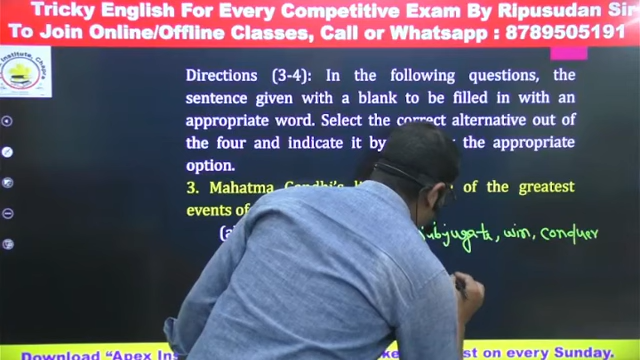 Tricky English For Every Competitive Exam By Ripusudan Sir
To Join Online/Offline Classes, Call or Whatsapp : 8789505191
Institute,
Directions (3-4): In the following questions, the
sentence given with a blank to be filled in with an
appropriate word. Select the correct alternative out of
the four and indicate it by the appropriate
option.
3. Mahatma Gandhi's of the greatest
events of
(a) subjugate, win, conquer
Download "Apex Ins st on every Sunday.